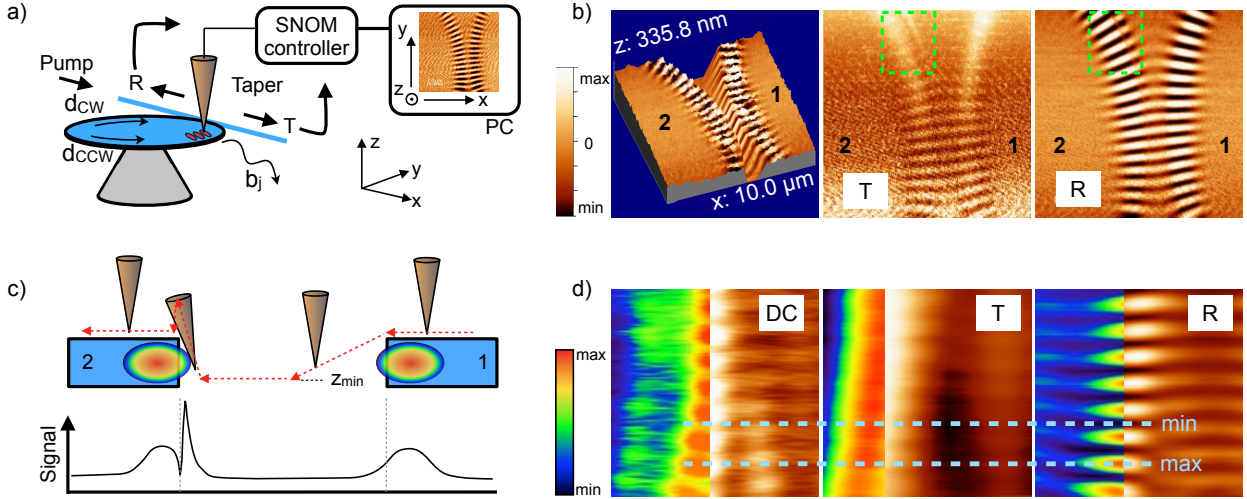 a)
SNOM
controller
y
z
x
PC
Pump
R
Taper
T
dCW
dCCW
bj
z
y
x
b)
max
0
min
z: 335.8 nm
x: 10.0 µm
2
1
2
1
T
2
1
R
c)
2
1
zmin
Signal
d)
max
min
DC
T
R
min
max